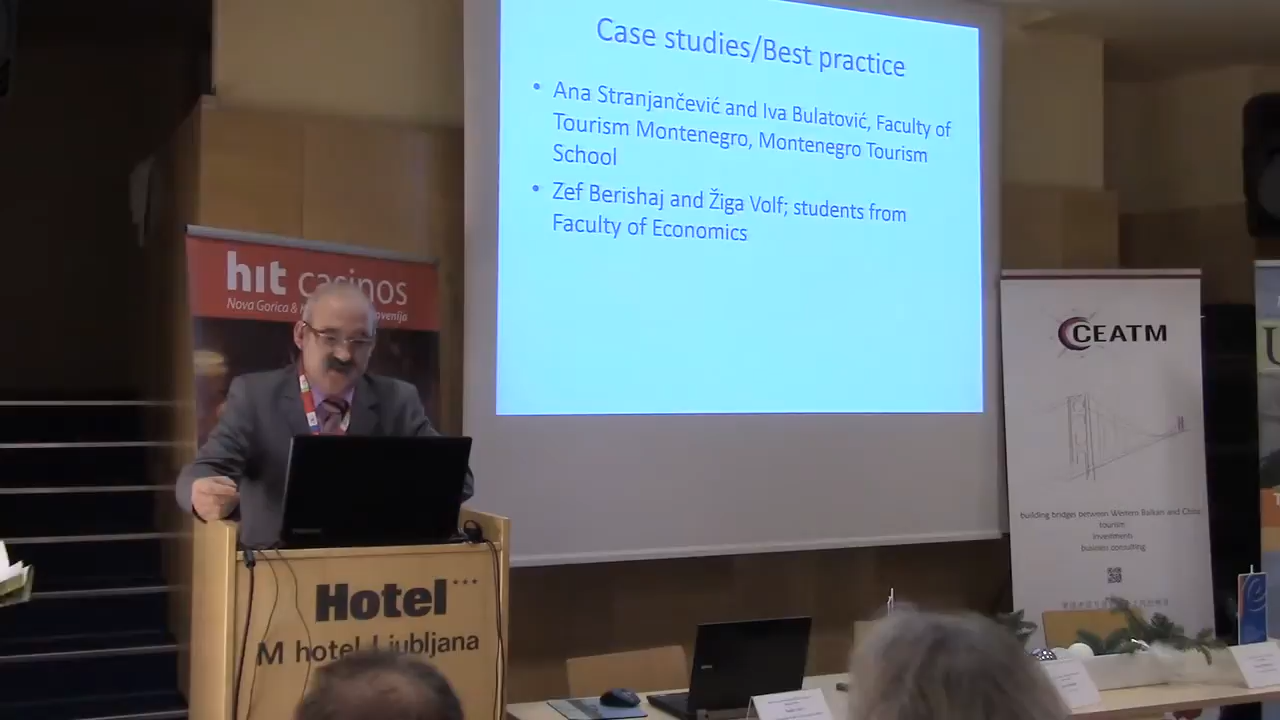 Case studies/Best practice
• Ana Stranjančević and Iva Bulatović, Faculty of
Tourism Montenegro, Montenegro Tourism
School
• Zef Berishaj and Žiga Volf; students from
Faculty of Economics
hit casinos
Nova Gorica &
CEATM
building bridges between Western Balkan and China
tourism
investments
business consulting
Hotel ***
M hotel Ljubljana